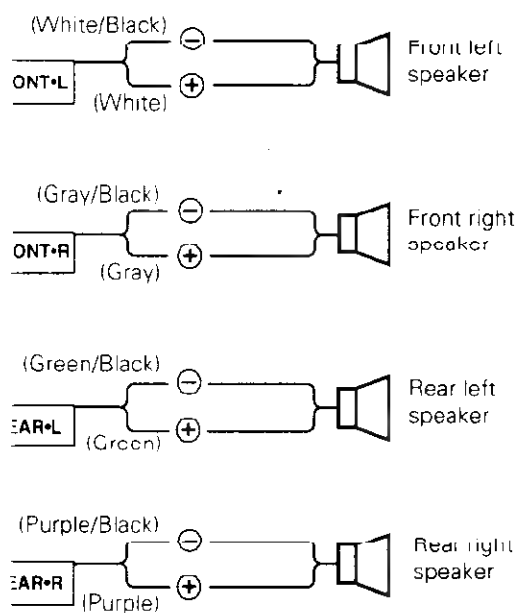 (White/Black)
⊖
Front left
speaker
ONT•L
⊕
(White)
(Gray/Black)
⊖
Front right
speaker
ONT•R
⊕
(Gray)
(Green/Black)
⊖
Rear left
speaker
EAR•L
⊕
(Green)
(Purple/Black)
⊖
Rear right
speaker
EAR•R
⊕
(Purple)